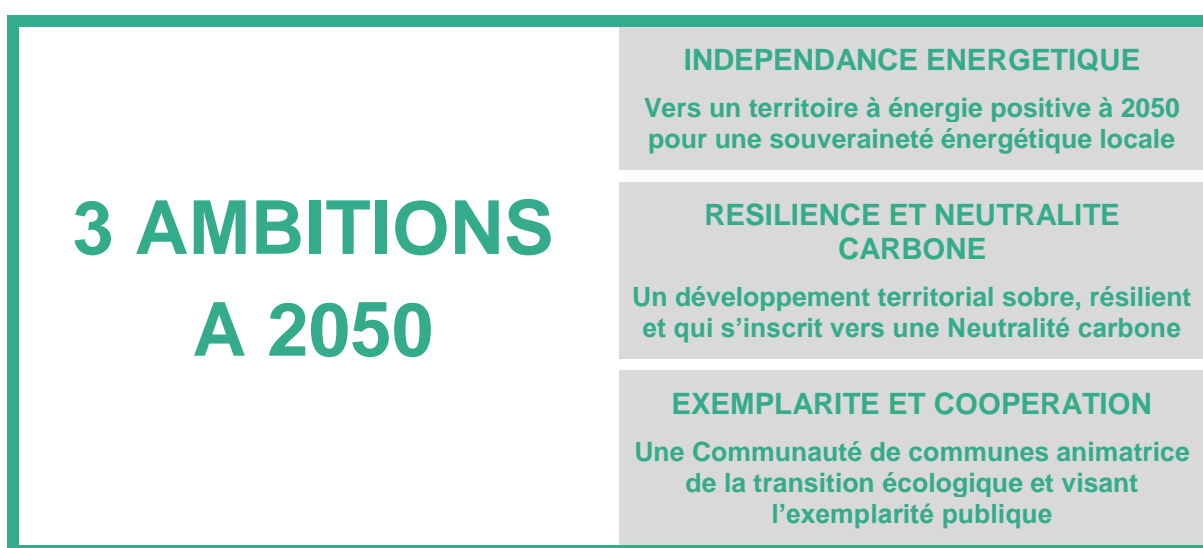 3 AMBITIONS
A 2050
INDEPENDANCE ENERGETIQUE
Vers un territoire à énergie positive à 2050
pour une souveraineté énergétique locale
RESILIENCE ET NEUTRALITE
CARBONE
Un développement territorial sobre, résilient
et qui s’inscrit vers une Neutralité carbone
EXEMPLARITE ET COOPERATION
Une Communauté de communes animatrice
de la transition écologique et visant
l’exemplarité publique